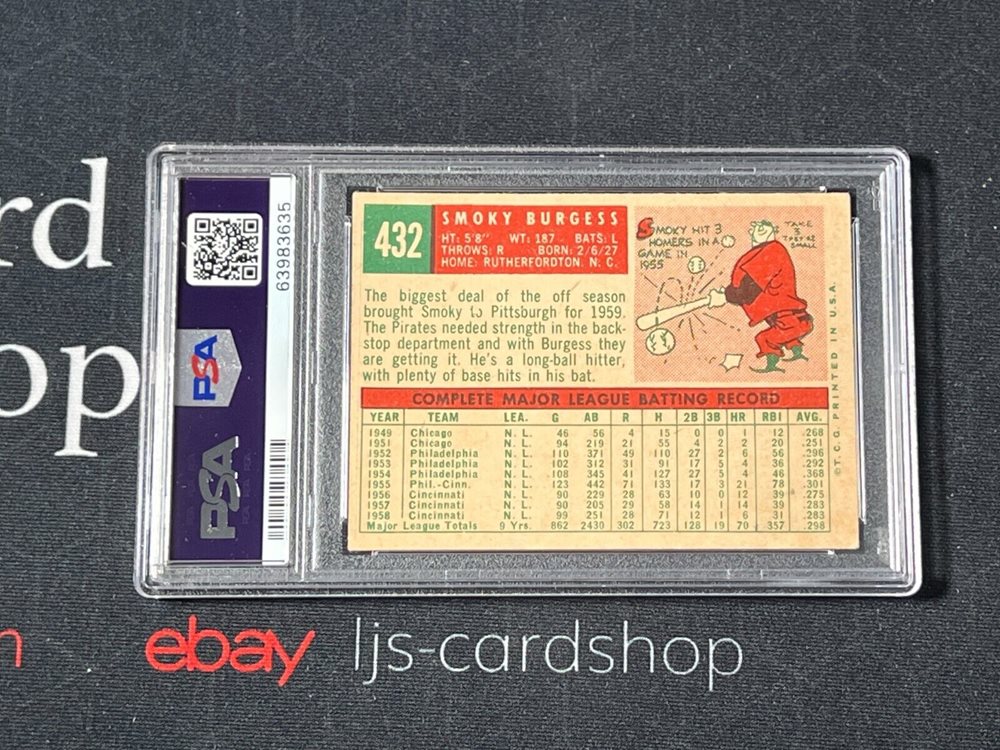 rd
op
n
ebay ljs-cardshop
63983635
PSA
PSA
432
SMOKY BURGESS
HT: 5'8" WT: 187 BATS: L
THROWS: R BORN: 2/6/27
HOME: RUTHERFORDTON, N. C.
The biggest deal of the off season
brought Smoky to Pittsburgh for 1959.
The Pirates needed strength in the back-
stop department and with Burgess they
are getting it. He's a long-ball hitter,
with plenty of base hits in his bat.
SMOKY HIT 3
HOMERS IN A
GAME IN
1955
TAKE
3
SMALL
COMPLETE MAJOR LEAGUE BATTING RECORD
YEAR TEAM LEA. G AB R H 2B 3B HR RBI AVG.
1949 Chicago N. L. 46 56 4 15 0 0 1 12 .268
1951 Chicago N. L. 94 219 21 55 4 2 2 20 .251
1952 Philadelphia N. L. 110 371 49 110 27 2 6 56 .296
1953 Philadelphia N. L. 102 312 31 91 17 5 4 36 .292
1954 Philadelphia N. L. 108 345 41 127 27 5 4 46 .368
1955 Phil.-Cinn. N. L. 123 442 71 133 17 3 21 78 .301
1956 Cincinnati N. L. 90 229 28 63 10 0 12 39 .275
1957 Cincinnati N. L. 90 205 29 58 14 1 14 39 .283
1958 Cincinnati N. L. 99 251 28 71 12 1 6 31 .283
Major League Totals 9 Yrs. 862 2430 302 723 128 19 70 357 .298
©T.C.G. PRINTED IN U.S.A.